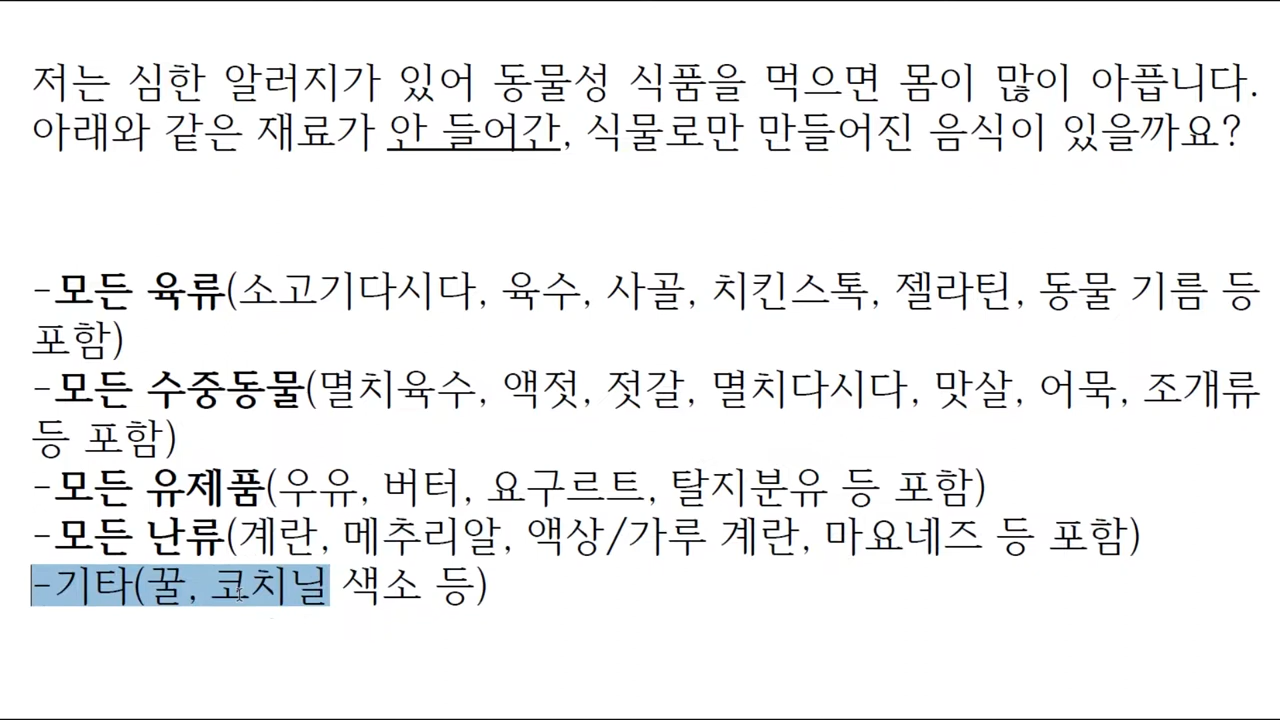 저는 심한 알러지가 있어 동물성 식품을 먹으면 몸이 많이 아픕니다.
아래와 같은 재료가 안 들어간, 식물로만 만들어진 음식이 있을까요?
-모든 육류(소고기다시다, 육수, 사골, 치킨스톡, 젤라틴, 동물 기름 등
포함)
-모든 수중동물(멸치육수, 액젓, 젓갈, 멸치다시다, 맛살, 어묵, 조개류
등 포함)
-모든 유제품(우유, 버터, 요구르트, 탈지분유 등 포함)
-모든 난류(계란, 메추리알, 액상/가루 계란, 마요네즈 등 포함)
-기타(꿀, 코치닐 색소 등)